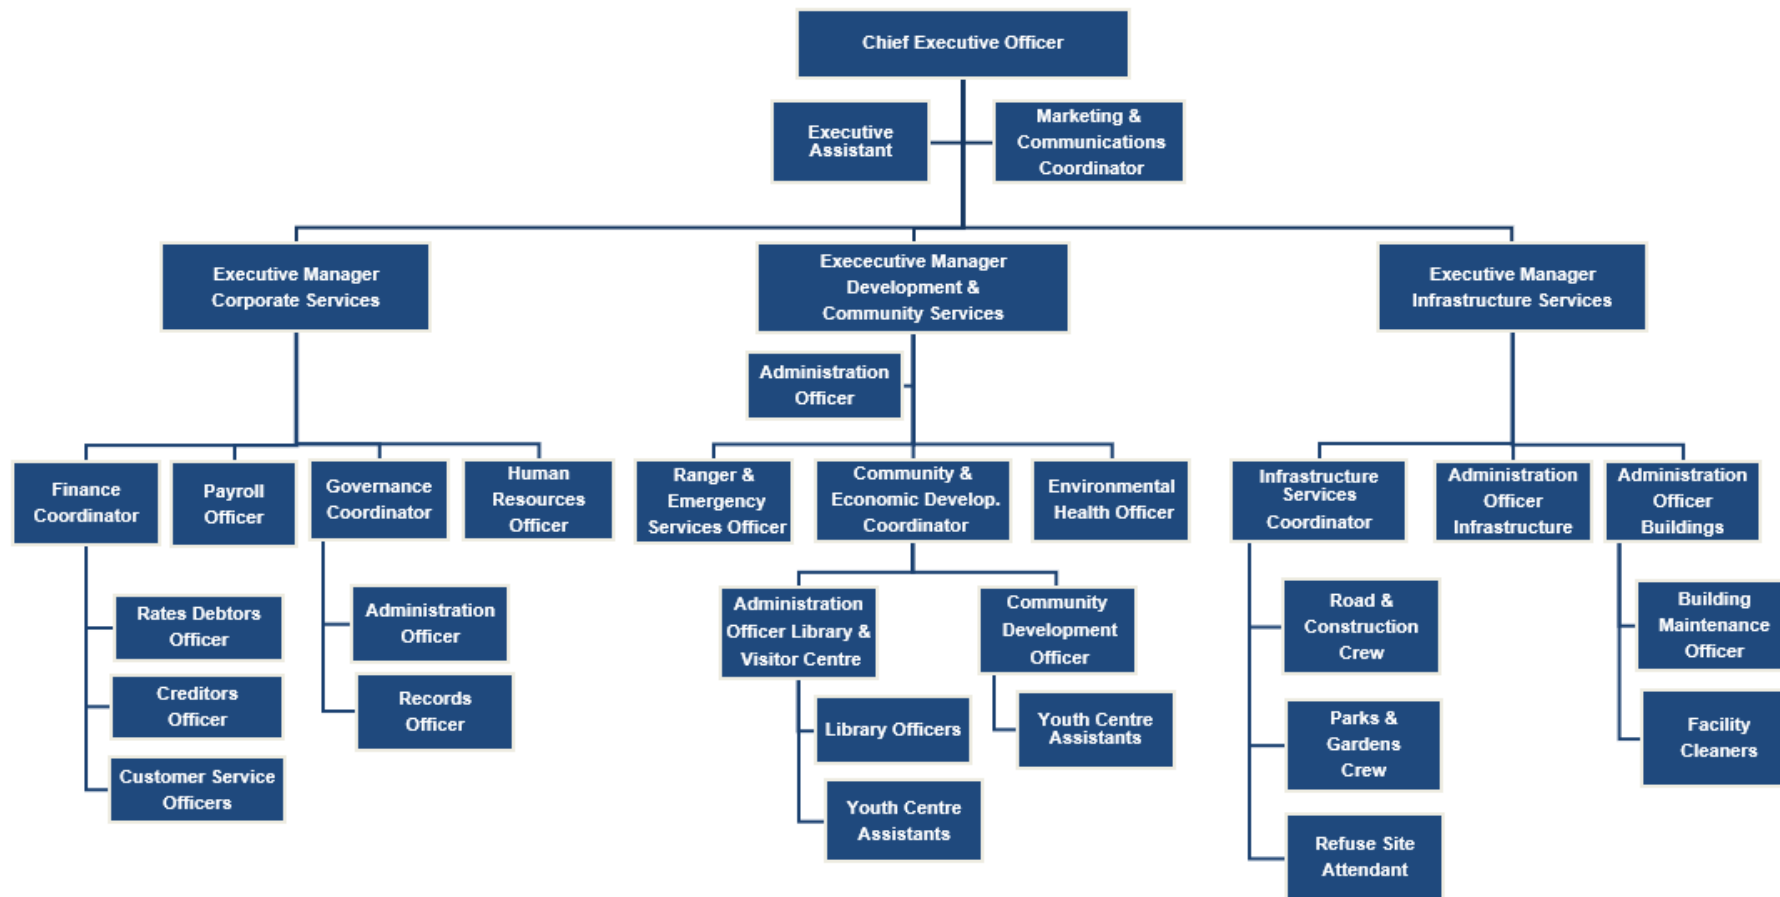 Chief Executive Officer
Executive
Assistant
Marketing &
Communications
Coordinator
Executive Manager
Corporate Services
Exececutive Manager
Development &
Community Services
Executive Manager
Infrastructure Services
Administration
Officer
Finance
Coordinator
Payroll
Officer
Governance
Coordinator
Human
Resources
Officer
Ranger &
Emergency
Services Officer
Community &
Economic Develop.
Coordinator
Environmental
Health Officer
Infrastructure
Services
Coordinator
Administration
Officer
Infrastructure
Administration
Officer
Buildings
Rates Debtors
Officer
Creditors
Officer
Customer Service
Officers
Administration
Officer
Records
Officer
Administration
Officer Library &
Visitor Centre
Library Officers
Youth Centre
Assistants
Community
Development
Officer
Youth Centre
Assistants
Road &
Construction
Crew
Parks &
Gardens
Crew
Refuse Site
Attendant
Building
Maintenance
Officer
Facility
Cleaners